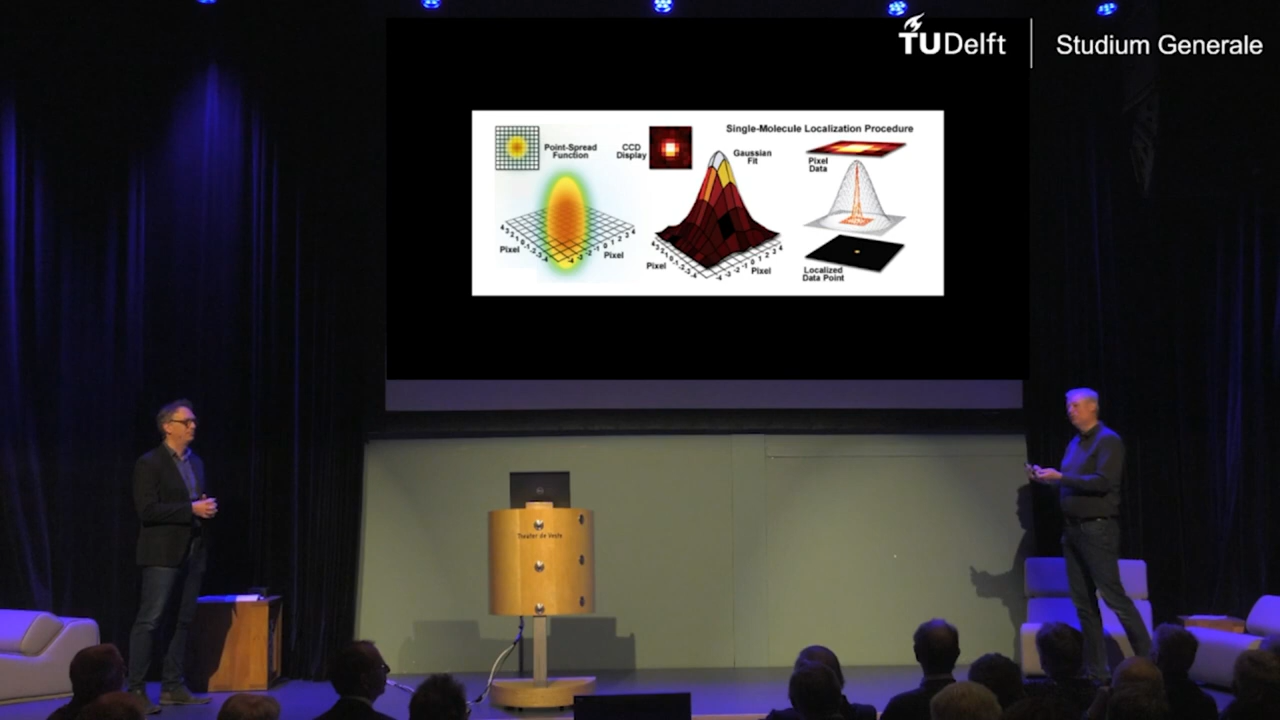 TUDelft
Studium Generale
Single-Molecule Localization Procedure
Point-Spread
Function
CCD
Display
Gaussian
Fit
Pixel
Data
Pixel
Pixel
Pixel
Pixel
Localized
Data Point
Theater de Veste